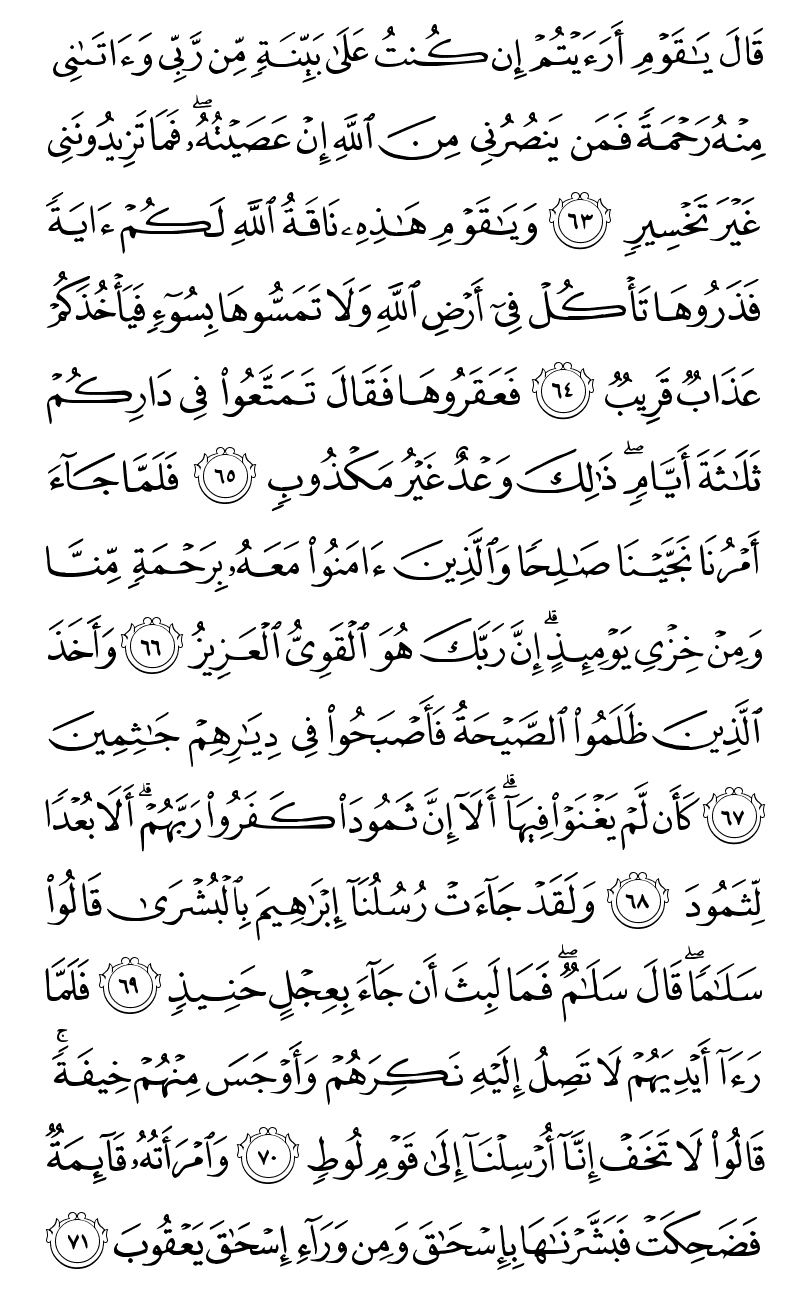 قَالَ يَٰقَوْمِ أَرَءَيْتُمْ إِن كُنتُ عَلَىٰ بَيِّنَةٍ مِّن رَّبِّى وَءَاتَىٰنِى
مِنْهُ رَحْمَةً فَمَن يَنصُرُنِى مِنَ ٱللَّهِ إِنْ عَصَيْتُهُۥ ۖ فَمَا تَزِيدُونَنِى
غَيْرَ تَخْسِيرٍ ٦٣ وَيَٰقَوْمِ هَٰذِهِۦ نَاقَةُ ٱللَّهِ لَكُمْ ءَايَةً
فَذَرُوهَا تَأْكُلْ فِىٓ أَرْضِ ٱللَّهِ وَلَا تَمَسُّوهَا بِسُوٓءٍ فَيَأْخُذَكُمْ
عَذَابٌ قَرِيبٌ ٦٤ فَعَقَرُوهَا فَقَالَ تَمَتَّعُوا۟ فِى دَارِكُمْ
ثَلَٰثَةَ أَيَّامٍ ۖ ذَٰلِكَ وَعْدٌ غَيْرُ مَكْذُوبٍ ٦٥ فَلَمَّا جَآءَ
أَمْرُنَا نَجَّيْنَا صَٰلِحًا وَٱلَّذِينَ ءَامَنُوا۟ مَعَهُۥ بِرَحْمَةٍ مِّنَّا
وَمِنْ خِزْىِ يَوْمِئِذٍ ۗ إِنَّ رَبَّكَ هُوَ ٱلْقَوِىُّ ٱلْعَزِيزُ ٦٦ وَأَخَذَ
ٱلَّذِينَ ظَلَمُوا۟ ٱلصَّيْحَةُ فَأَصْبَحُوا۟ فِى دِيَٰرِهِمْ جَٰثِمِينَ
٦٧ كَأَن لَّمْ يَغْنَوْا۟ فِيهَآ ۗ أَلَآ إِنَّ ثَمُودَا۟ كَفَرُوا۟ رَبَّهُمْ ۗ أَلَا بُعْدًا
لِّثَمُودَ ٦٨ وَلَقَدْ جَآءَتْ رُسُلُنَآ إِبْرَٰهِيمَ بِٱلْبُشْرَىٰ قَالُوا۟
سَلَٰمًا ۖ قَالَ سَلَٰمٌ ۖ فَمَا لَبِثَ أَن جَآءَ بِعِجْلٍ حَنِيذٍ ٦٩ فَلَمَّا
رَءَآ أَيْدِيَهُمْ لَا تَصِلُ إِلَيْهِ نَكِرَهُمْ وَأَوْجَسَ مِنْهُمْ خِيفَةً ۚ
قَالُوا۟ لَا تَخَفْ إِنَّآ أُرْسِلْنَآ إِلَىٰ قَوْمِ لُوطٍ ٧٠ وَٱمْرَأَتُهُۥ قَآئِمَةٌ
فَضَحِكَتْ فَبَشَّرْنَٰهَا بِإِسْحَٰقَ وَمِن وَرَآءِ إِسْحَٰقَ يَعْقُوبَ ٧١